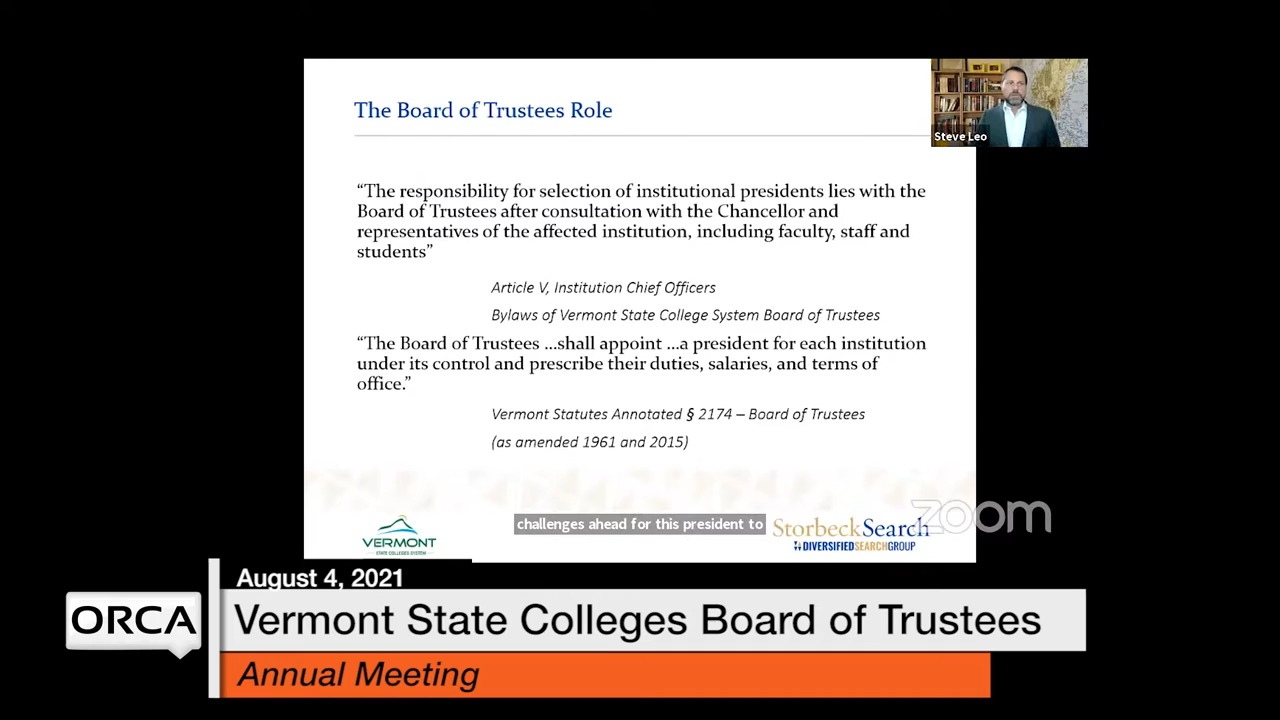 The Board of Trustees Role
Steve Leo
“The responsibility for selection of institutional presidents lies with the
Board of Trustees after consultation with the Chancellor and
representatives of the affected institution, including faculty, staff and
students”
Article V, Institution Chief Officers
Bylaws of Vermont State College System Board of Trustees
“The Board of Trustees ...shall appoint ...a president for each institution
under its control and prescribe their duties, salaries, and terms of
office.”
Vermont Statutes Annotated § 2174 – Board of Trustees
(as amended 1961 and 2015)
challenges ahead for this president to
VERMONT
STATE COLLEGES SYSTEM
StorbeckSearch
DIVERSIFIEDSEARCHGROUP
zoom
August 4, 2021
ORCA
Vermont State Colleges Board of Trustees
Annual Meeting